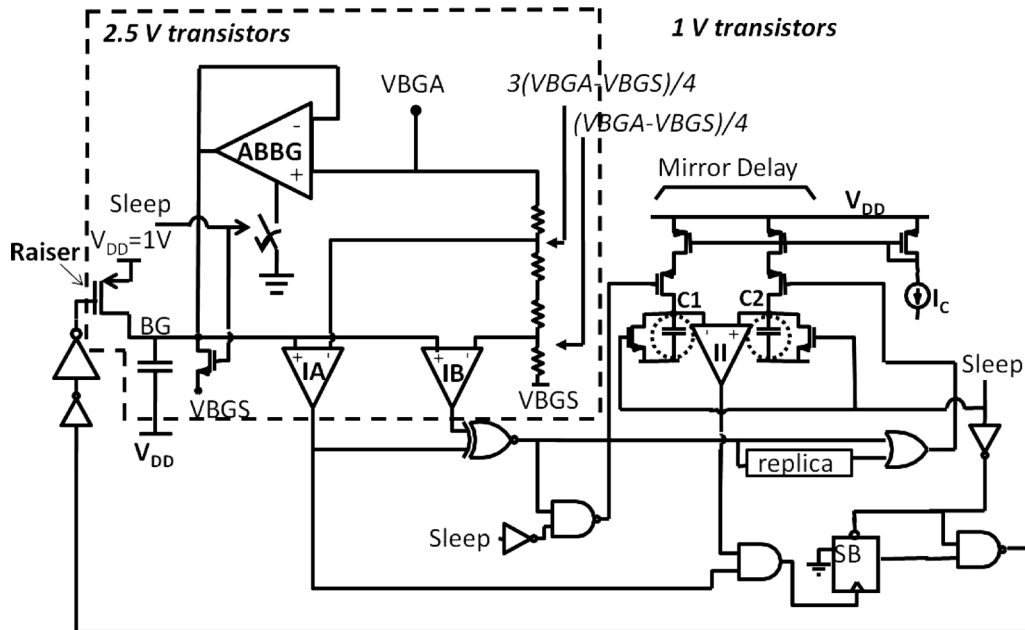 2.5 V transistors
1 V transistors
VBGA
3(VBGA-VBGS)/4
(VBGA-VBGS)/4
-
ABBG
+
Mirror Delay
VDD
Sleep
VDD=1V
Raiser
IC
C1
C2
BG
+
-
IA
+
-
IB
-
+
II
Sleep
VBGS
VBGS
VDD
replica
Sleep
SB